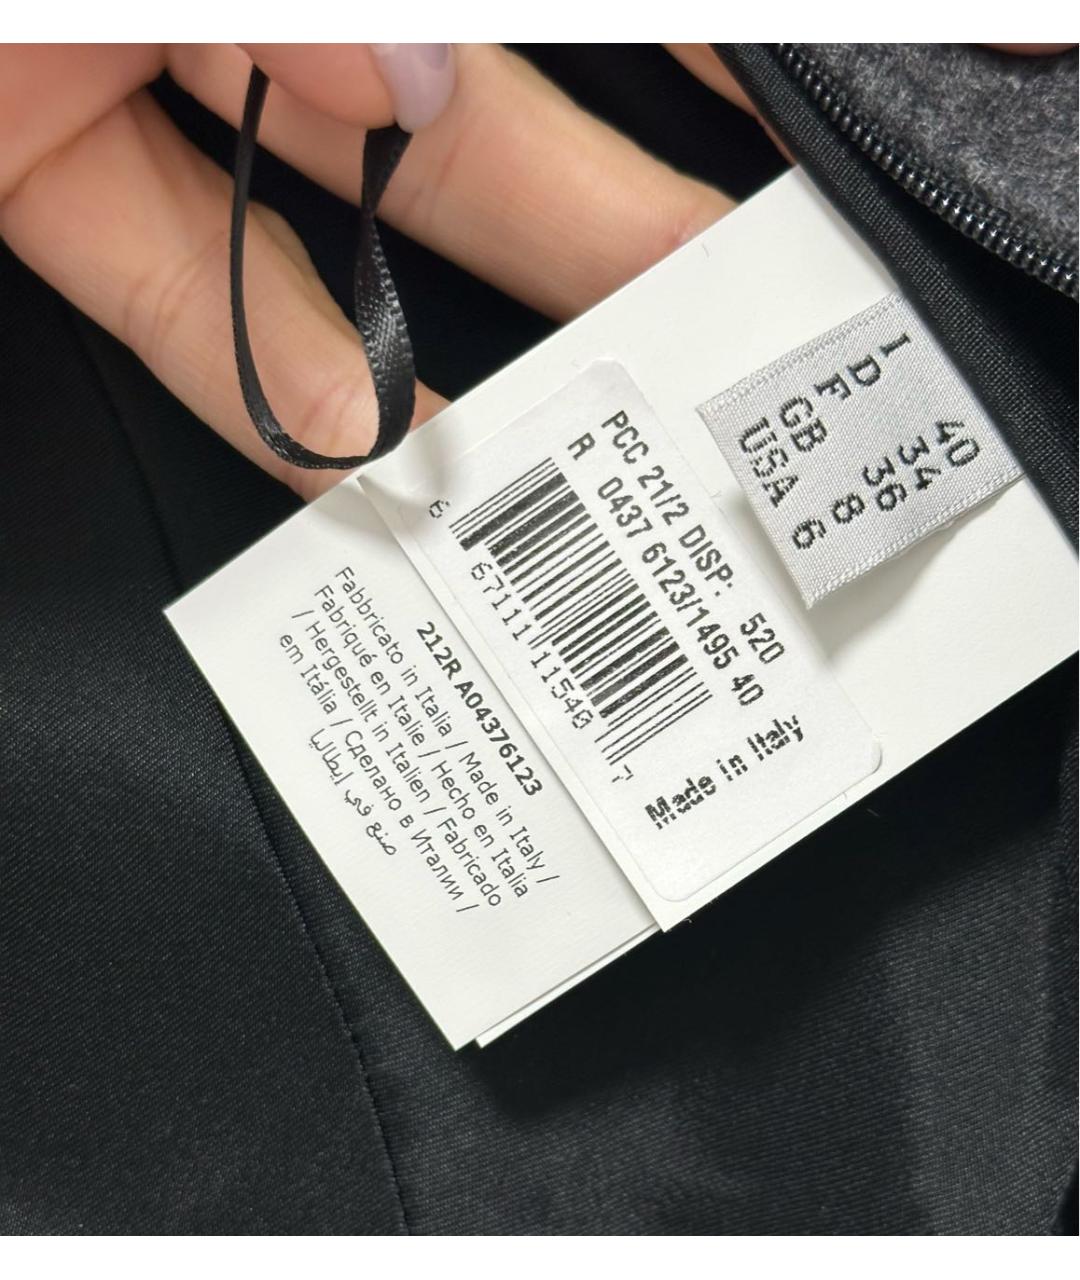 I 40
D 34
F 36
GB 8
USA 6
PCC 21/2 DISP: 520
R 0437 6123/1495 40
6 67111 11540 7
Made in Italy
212R A04376123
Fabbricato in Italia / Made in Italy /
Fabriqué en Italie / Hecho en Italia
/ Hergestellt in Italien / Fabricado
em Itália / Сделано в Италии /
صنع في إيطاليا